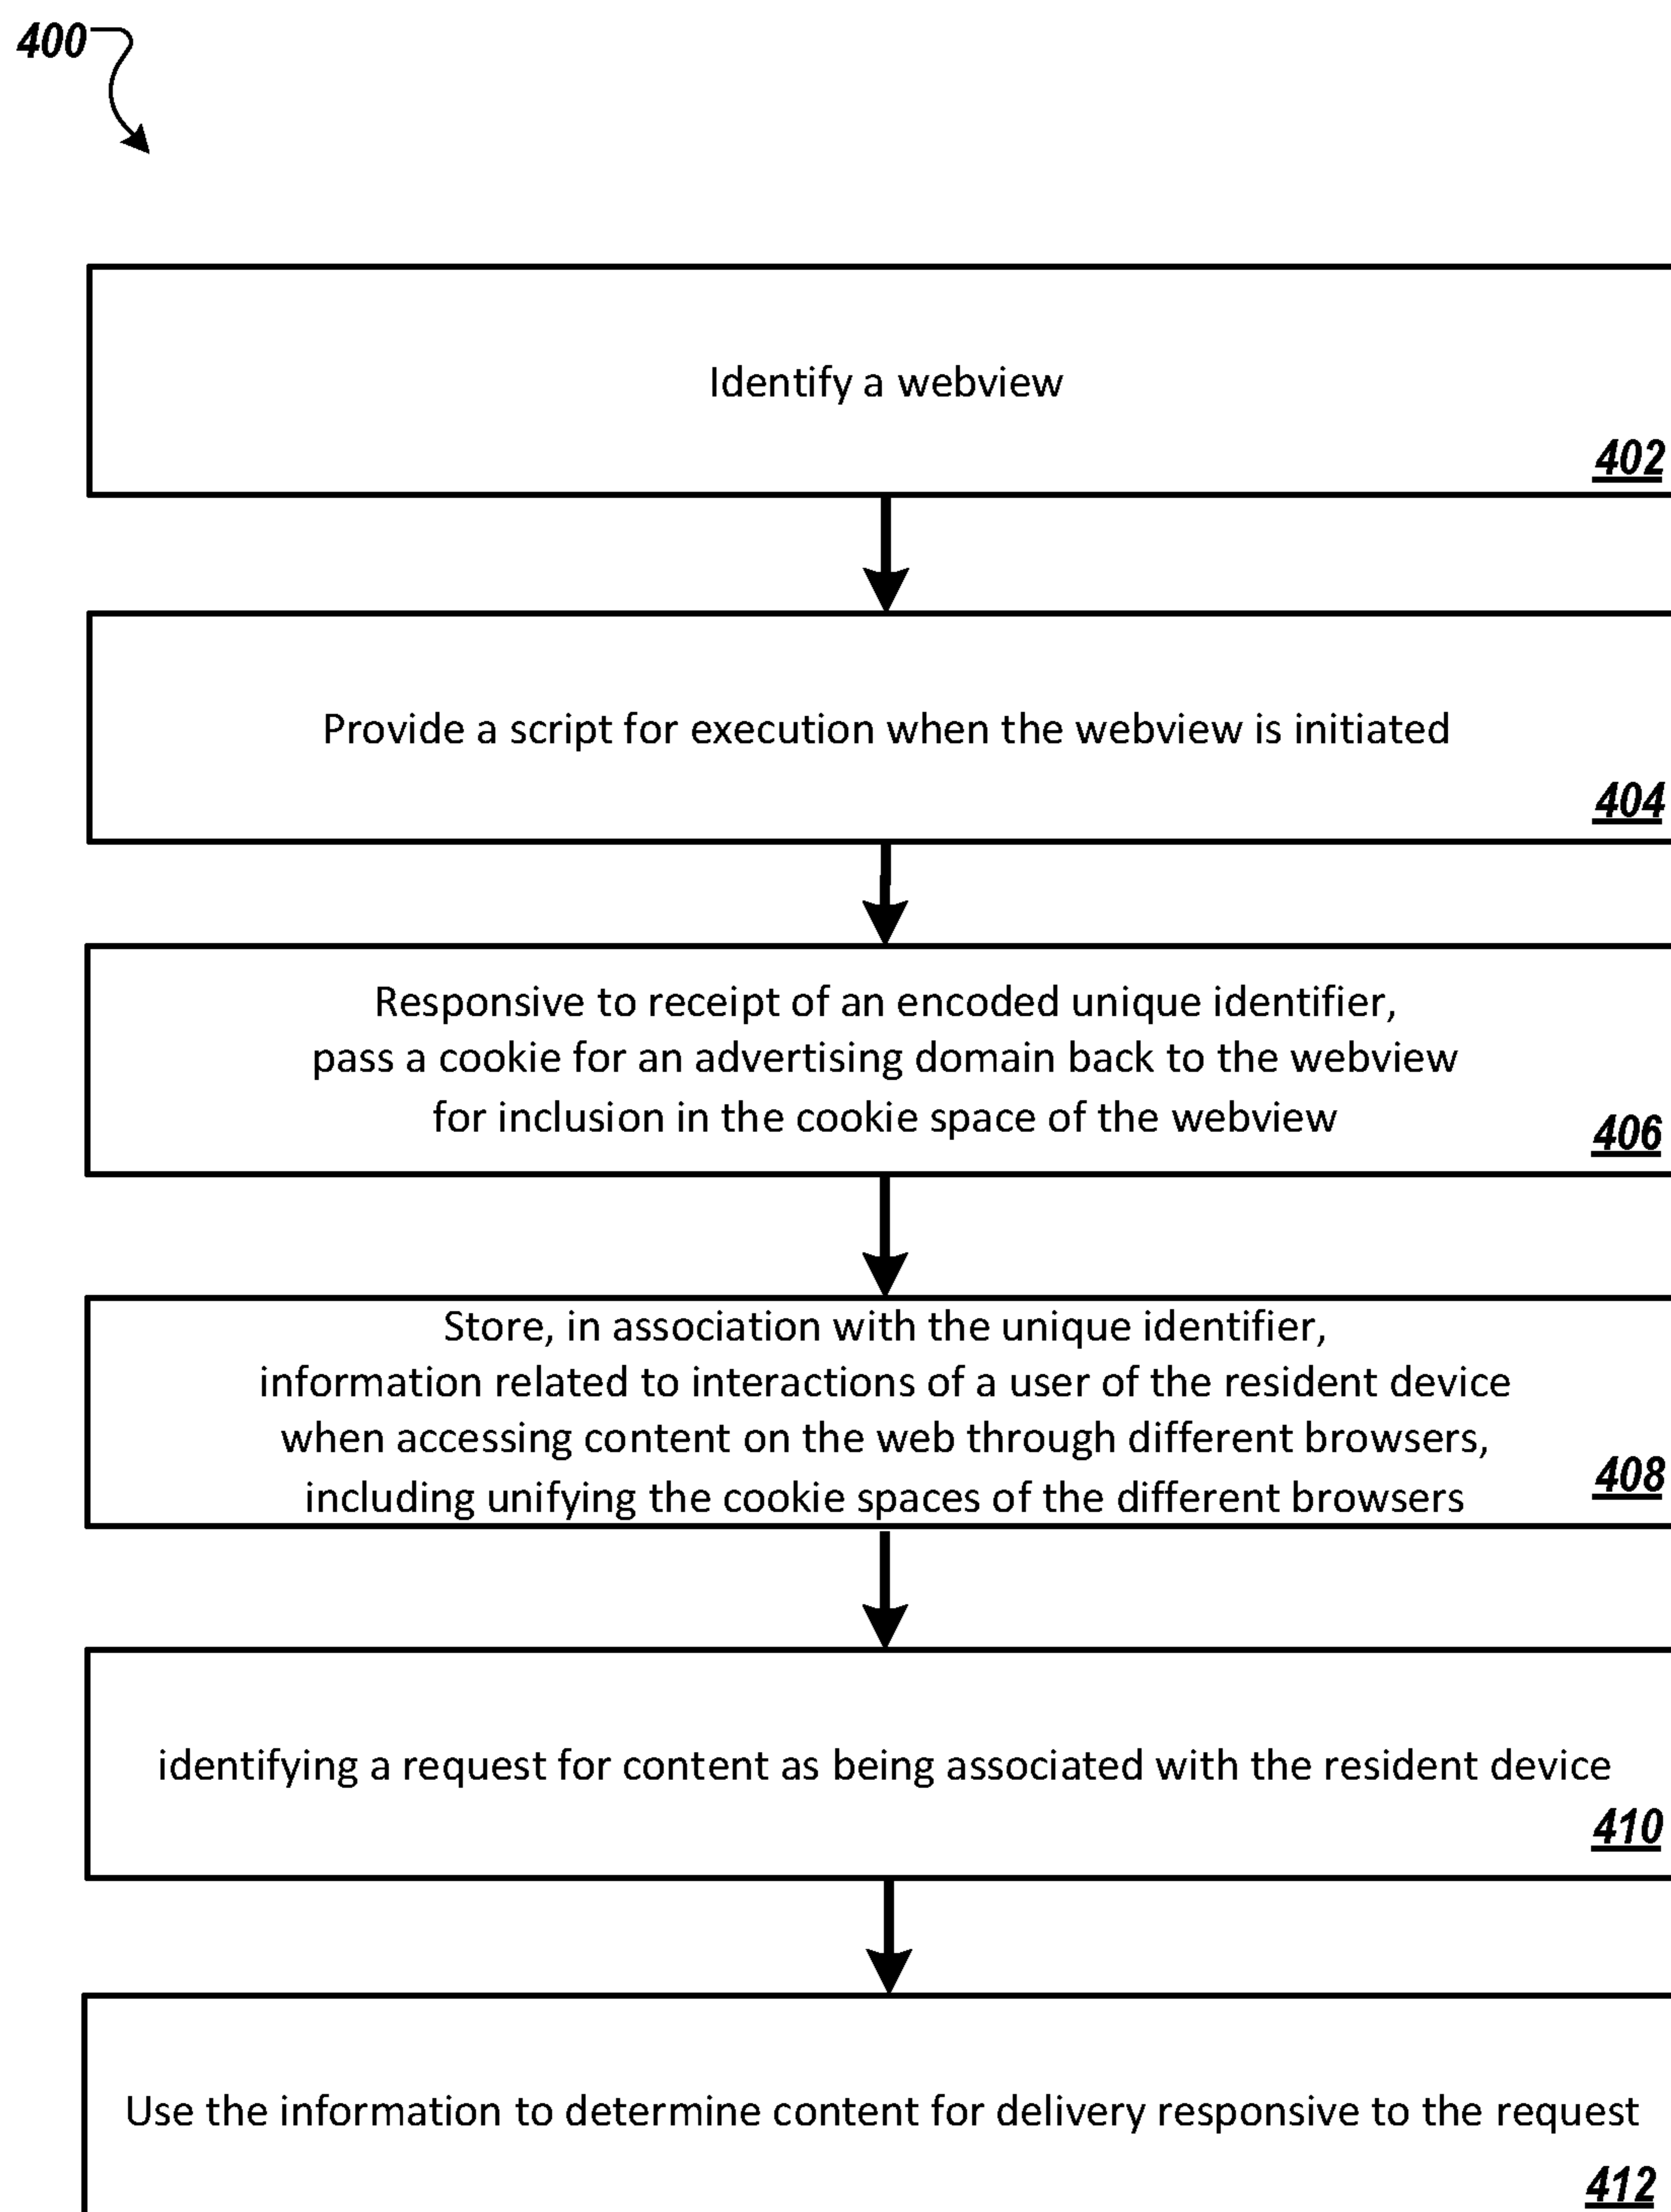 400
Identify a webview
402
Provide a script for execution when the webview is initiated
404
Responsive to receipt of an encoded unique identifier,
pass a cookie for an advertising domain back to the webview
for inclusion in the cookie space of the webview
406
Store, in association with the unique identifier,
information related to interactions of a user of the resident device
when accessing content on the web through different browsers,
including unifying the cookie spaces of the different browsers
408
identifying a request for content as being associated with the resident device
410
Use the information to determine content for delivery responsive to the request
412